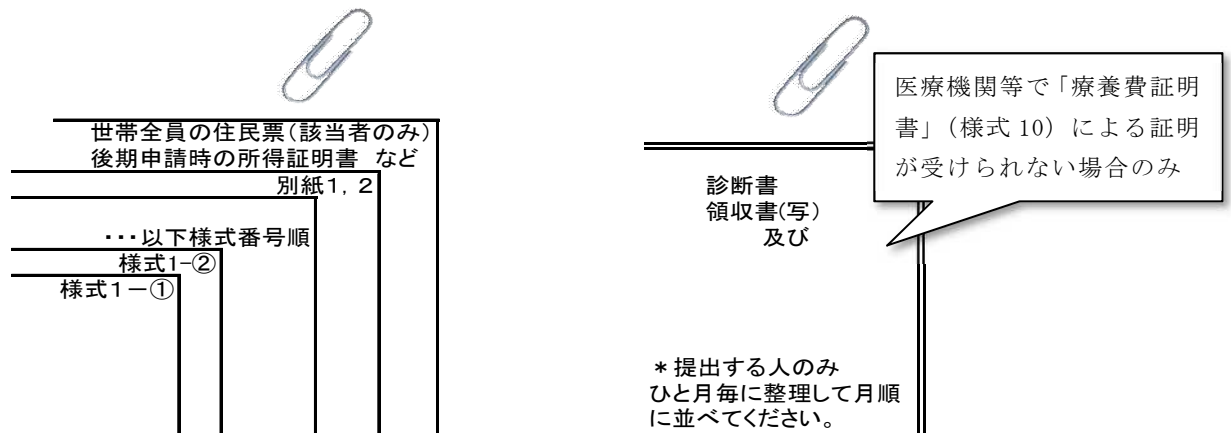 世帯全員の住民票(該当者のみ)
後期申請時の所得証明書 など
別紙1,2
・・・以下様式番号順
様式1-②
様式1-①
医療機関等で「療養費証明
書」(様式 10)による証明
が受けられない場合のみ
診断書
領収書(写)
及び
*提出する人のみ
ひと月毎に整理して月順
に並べてください。